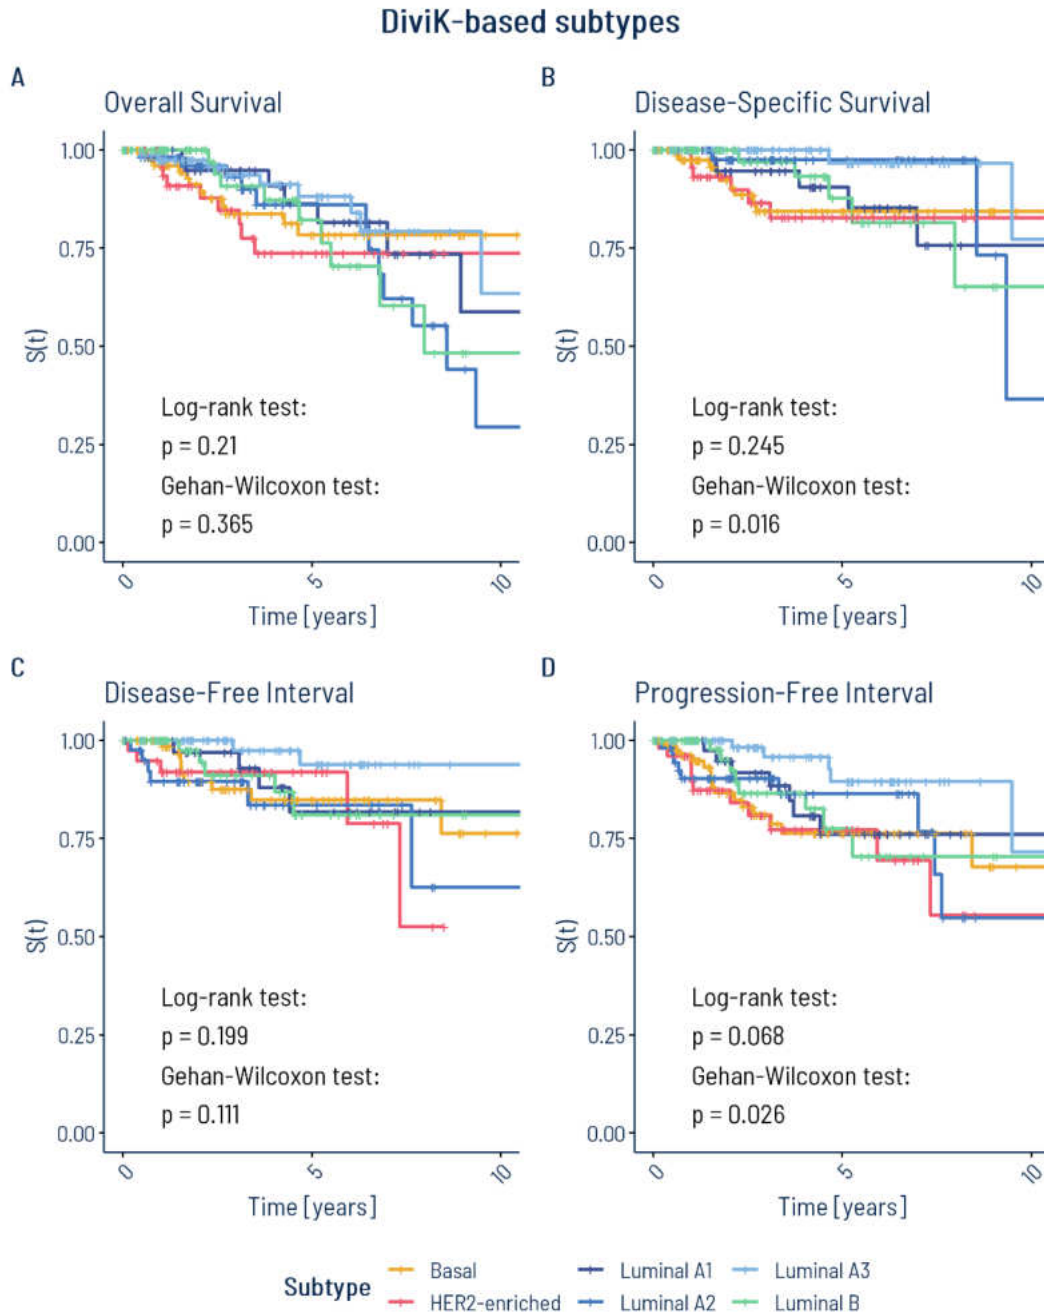 DiviK-based subtypes
A
Overall Survival
1.00
0.75
0.50
0.25
0.00
S(t)
Log-rank test:
p = 0.21
Gehan-Wilcoxon test:
p = 0.365
0
5
10
Time [years]
B
Disease-Specific Survival
1.00
0.75
0.50
0.25
0.00
S(t)
Log-rank test:
p = 0.245
Gehan-Wilcoxon test:
p = 0.016
0
5
10
Time [years]
C
Disease-Free Interval
1.00
0.75
0.50
0.25
0.00
S(t)
Log-rank test:
p = 0.199
Gehan-Wilcoxon test:
p = 0.111
0
5
10
Time [years]
D
Progression-Free Interval
1.00
0.75
0.50
0.25
0.00
S(t)
Log-rank test:
p = 0.068
Gehan-Wilcoxon test:
p = 0.026
0
5
10
Time [years]
Subtype
Basal
HER2-enriched
Luminal A1
Luminal A2
Luminal A3
Luminal B